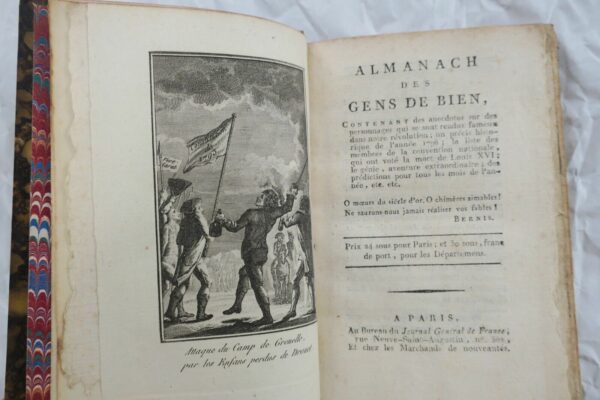 Attaque du Camp de Grenelle
par les Enfans perdus de Drouet
ALMANACH
DES
GENS DE BIEN,
CONTENANT des anecdotes sur des
personnages qui se sont rendus fameux
dans notre révolution; un précis histo-
rique de l'année 1796; la liste des
membres de la convention nationale,
qui ont voté la mort de Louis XVI;
le génie, aventure extraordinaire; des
prédictions pour tous les mois de l'an-
née, etc. etc.
O mœurs du siècle d'or, O chimères aimables!
Ne saurons-nous jamais réaliser vos fables!
BERNIS.
Prix 24 sous pour Paris; et 30 sous, franc
de port, pour les Départemens.
A PARIS,
Au Bureau du Journal Général de France,
rue Neuve-Saint-Augustin, n°.
Et chez les Marchands de nouveautés.